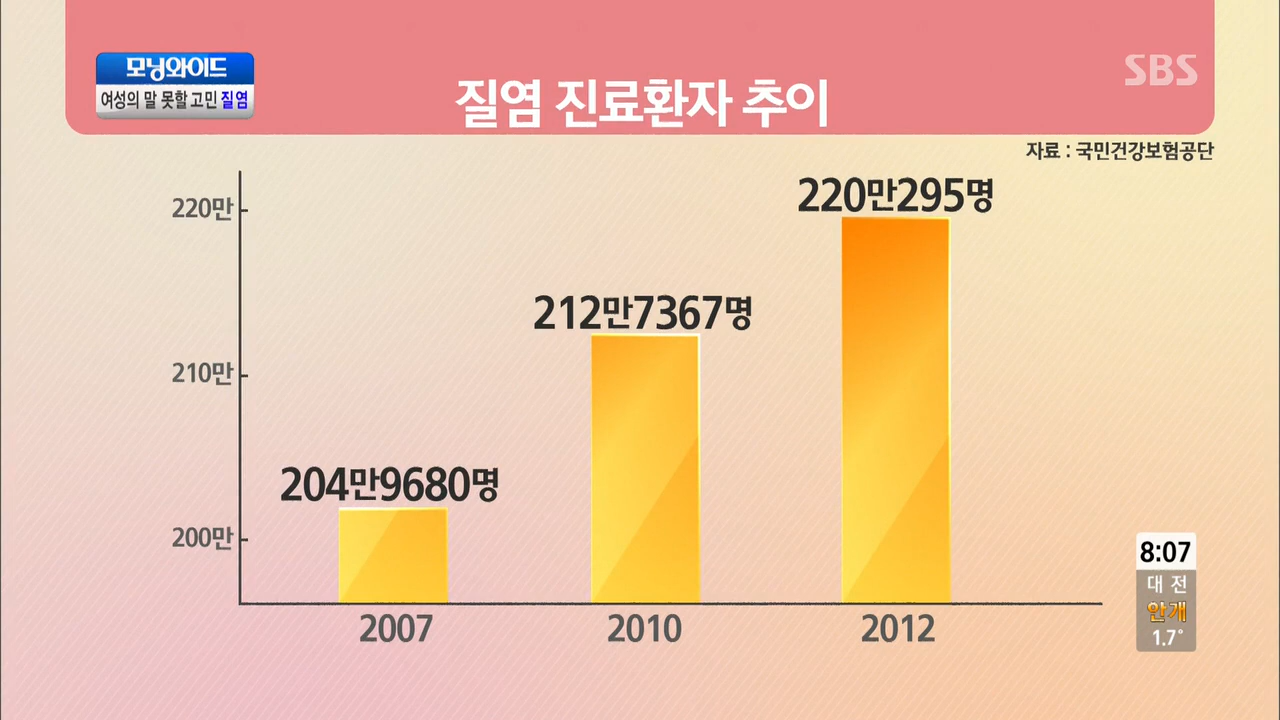 모닝와이드
여성의 말 못할 고민 질염
SBS
질염 진료환자 추이
자료 : 국민건강보험공단
220만
220만295명
212만7367명
210만
204만9680명
200만
2007
2010
2012
8:07
대전
안개
1.7°